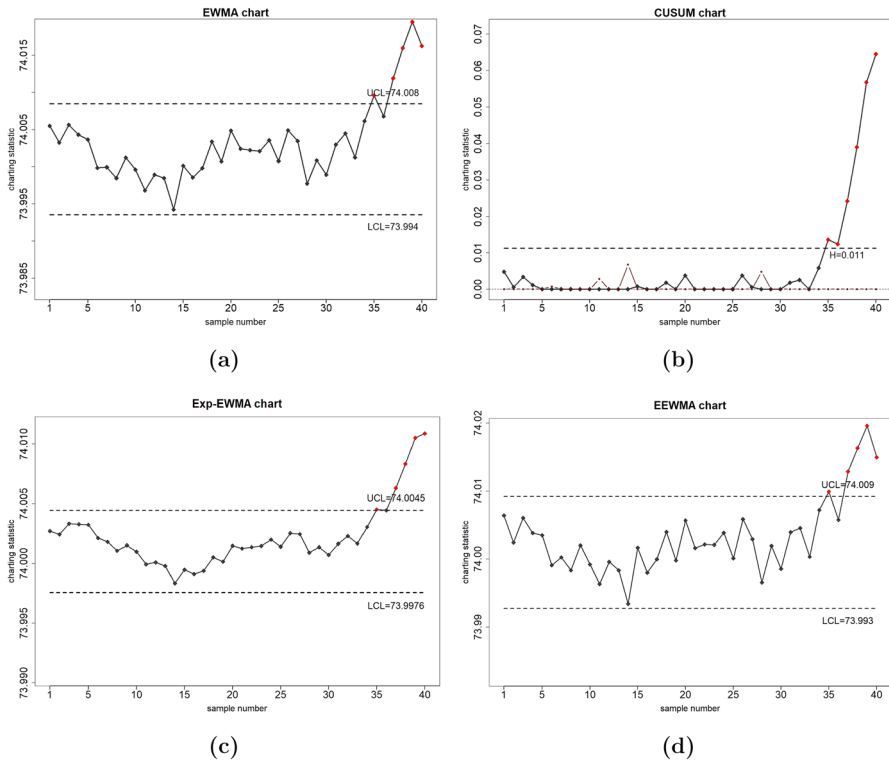 EWMA chart
charting statistic
74.015
74.005
73.995
73.985
UCL=74.008
LCL=73.994
1 5 10 15 20 25 30 35 40
sample number
(a)
CUSUM chart
charting statistic
0.07
0.06
0.05
0.04
0.03
0.02
0.01
0.00
H=0.011
1 5 10 15 20 25 30 35 40
sample number
(b)
Exp-EWMA chart
charting statistic
74.010
74.005
74.000
73.995
73.990
UCL=74.0045
LCL=73.9976
1 5 10 15 20 25 30 35 40
sample number
(c)
EEWMA chart
charting statistic
74.02
74.01
74.00
73.99
UCL=74.009
LCL=73.993
1 5 10 15 20 25 30 35 40
sample number
(d)